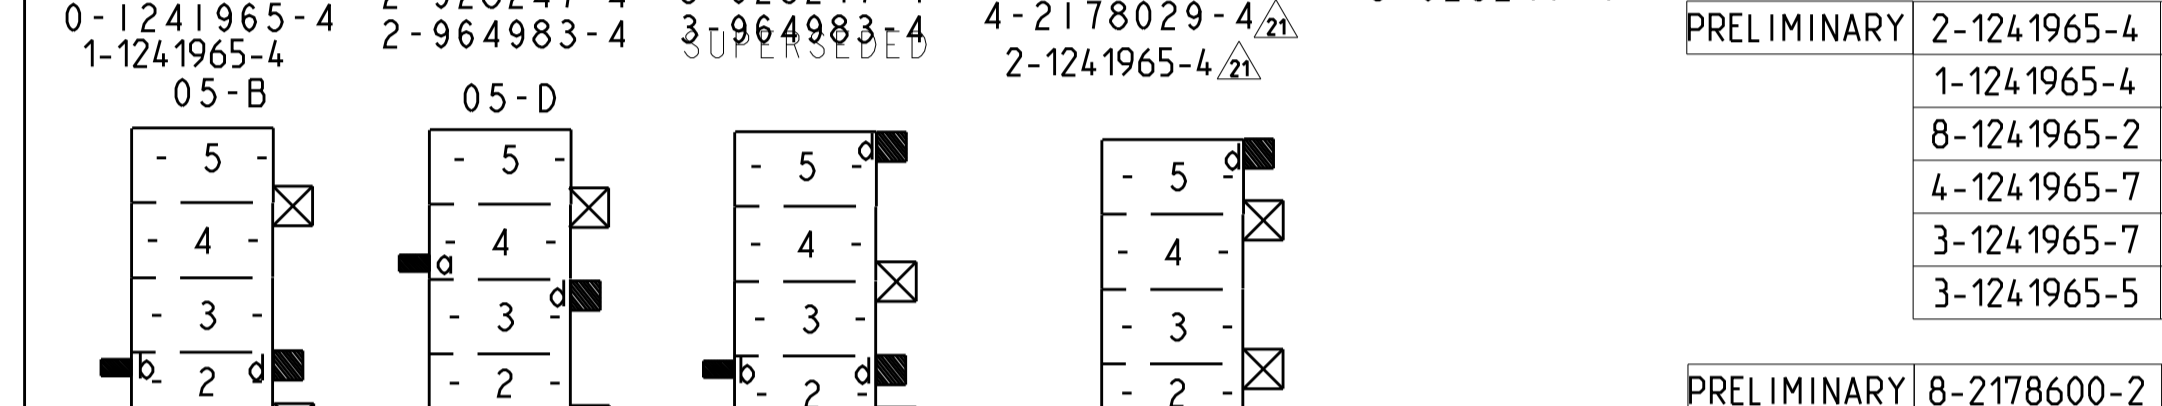 0-1241965-4
1-1241965-4
05-B
- 5 -
- 4 -
- 3 -
b - 2 d
2-964983-4
05-D
- 5 -
- 4 -
a
d
- 3 -
- 2 -
3-964983-4
SUPERSEDED
d
- 5 -
- 4 -
- 3 -
b - 2 d -
4-2178029-4 21
2-1241965-4 21
d
- 5 -
- 4 -
- 3 -
- 2 -
PRELIMINARY 2-1241965-4
1-1241965-4
8-1241965-2
4-1241965-7
3-1241965-7
3-1241965-5
PRELIMINARY 8-2178600-2